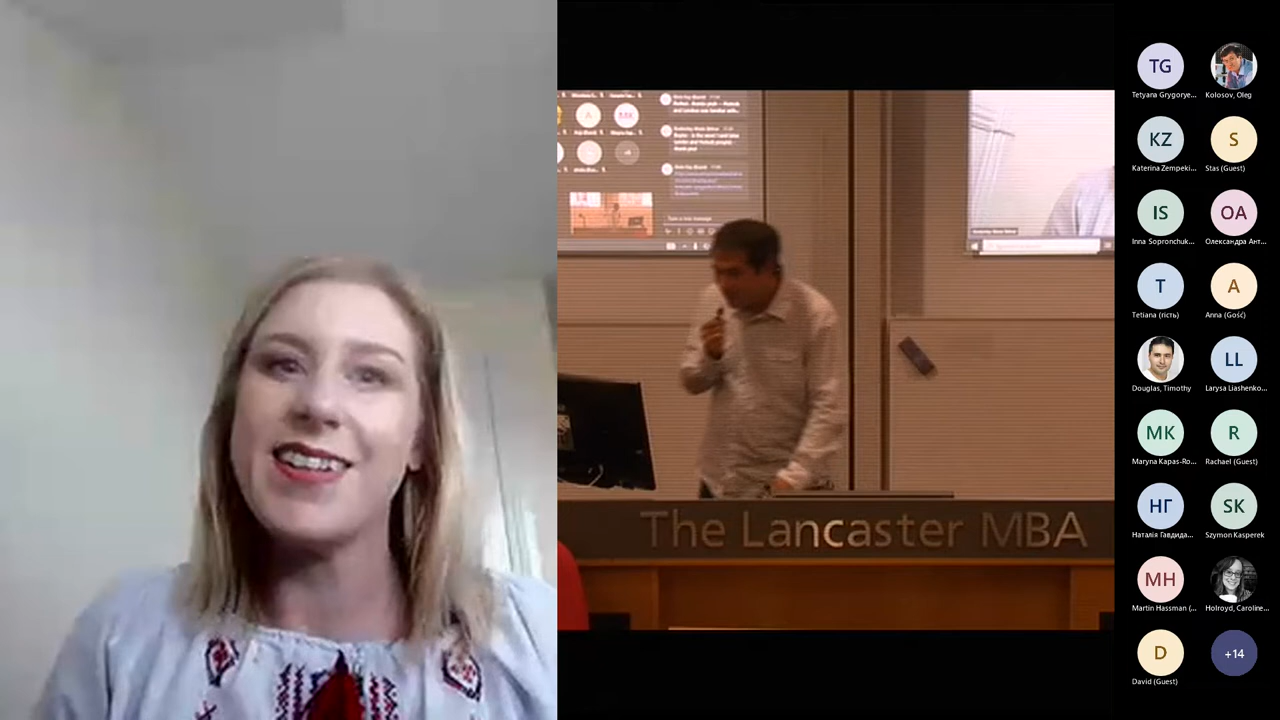 TG
Tetyana Grygorye...
Kolosov, Oleg
KZ
Katerina Zempeki...
S
Stas (Guest)
IS
Inna Sopronchuk...
OA
Олександра Ант...
T
Tetiana (гість)
A
Anna (Gość)
Douglas, Timothy
LL
Larysa Liashenko...
MK
Maryna Kapas-Ro...
R
Rachael (Guest)
НГ
Наталія Гавдида...
SK
Szymon Kasperek
MH
Martin Hassman (...
Holroyd, Caroline...
D
David (Guest)
+14
A
MK
The Lancaster MBA